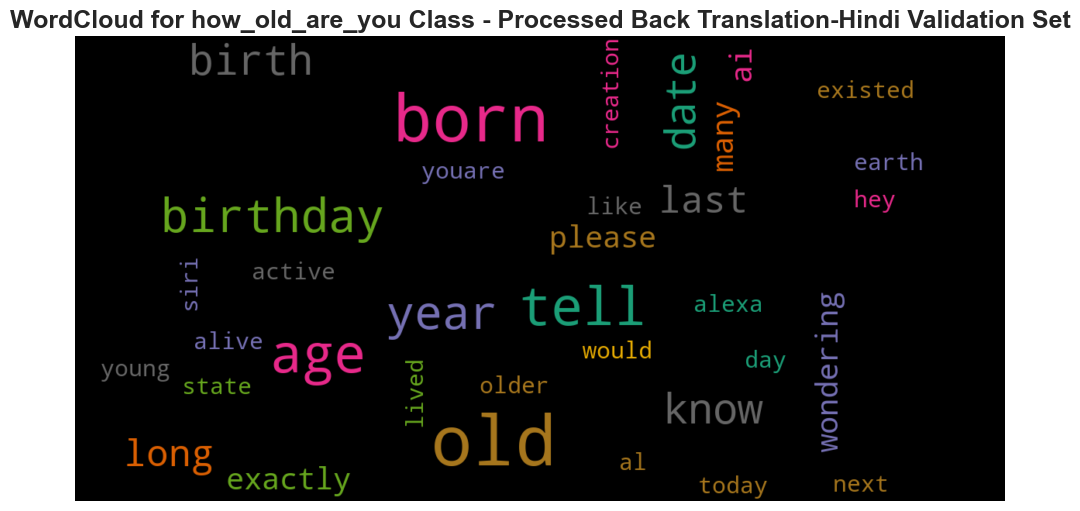 WordCloud for how_old_are_you Class - Processed Back Translation-Hindi Validation Set
birth
born
creation
date
ai
many
existed
youare
earth
birthday
like
last
hey
please
siri
active
year
tell
alexa
wondering
alive
age
would
day
young
state
lived
older
know
long
old
exactly
al
today
next